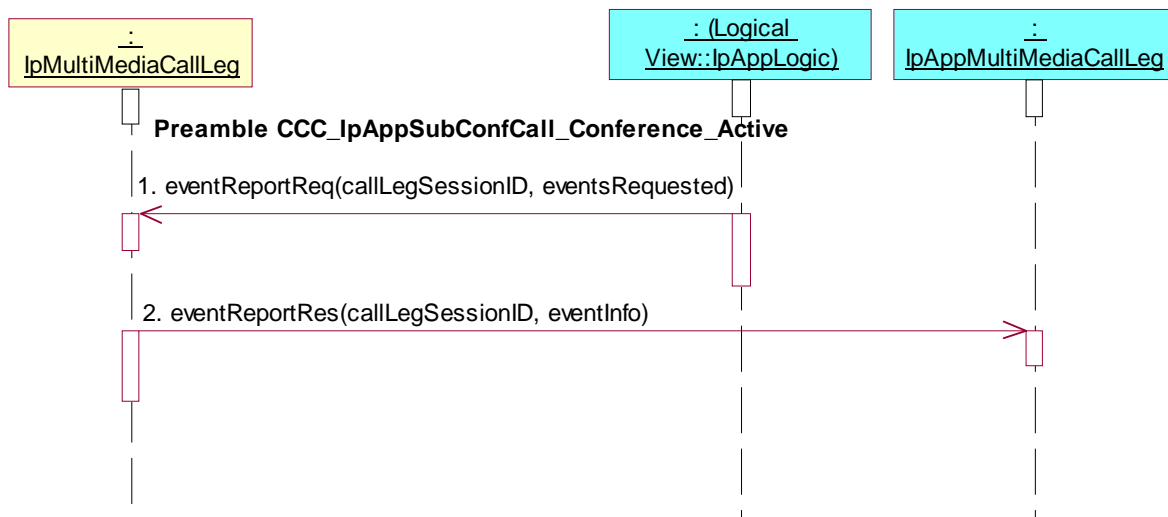 :
IpMultiMediaCallLeg
: (Logical
View::IpAppLogic)
:
IpAppMultiMediaCallLeg
Preamble CCC_IpAppSubConfCall_Conference_Active
1. eventReportReq(callLegSessionID, eventsRequested)
2. eventReportRes(callLegSessionID, eventInfo)